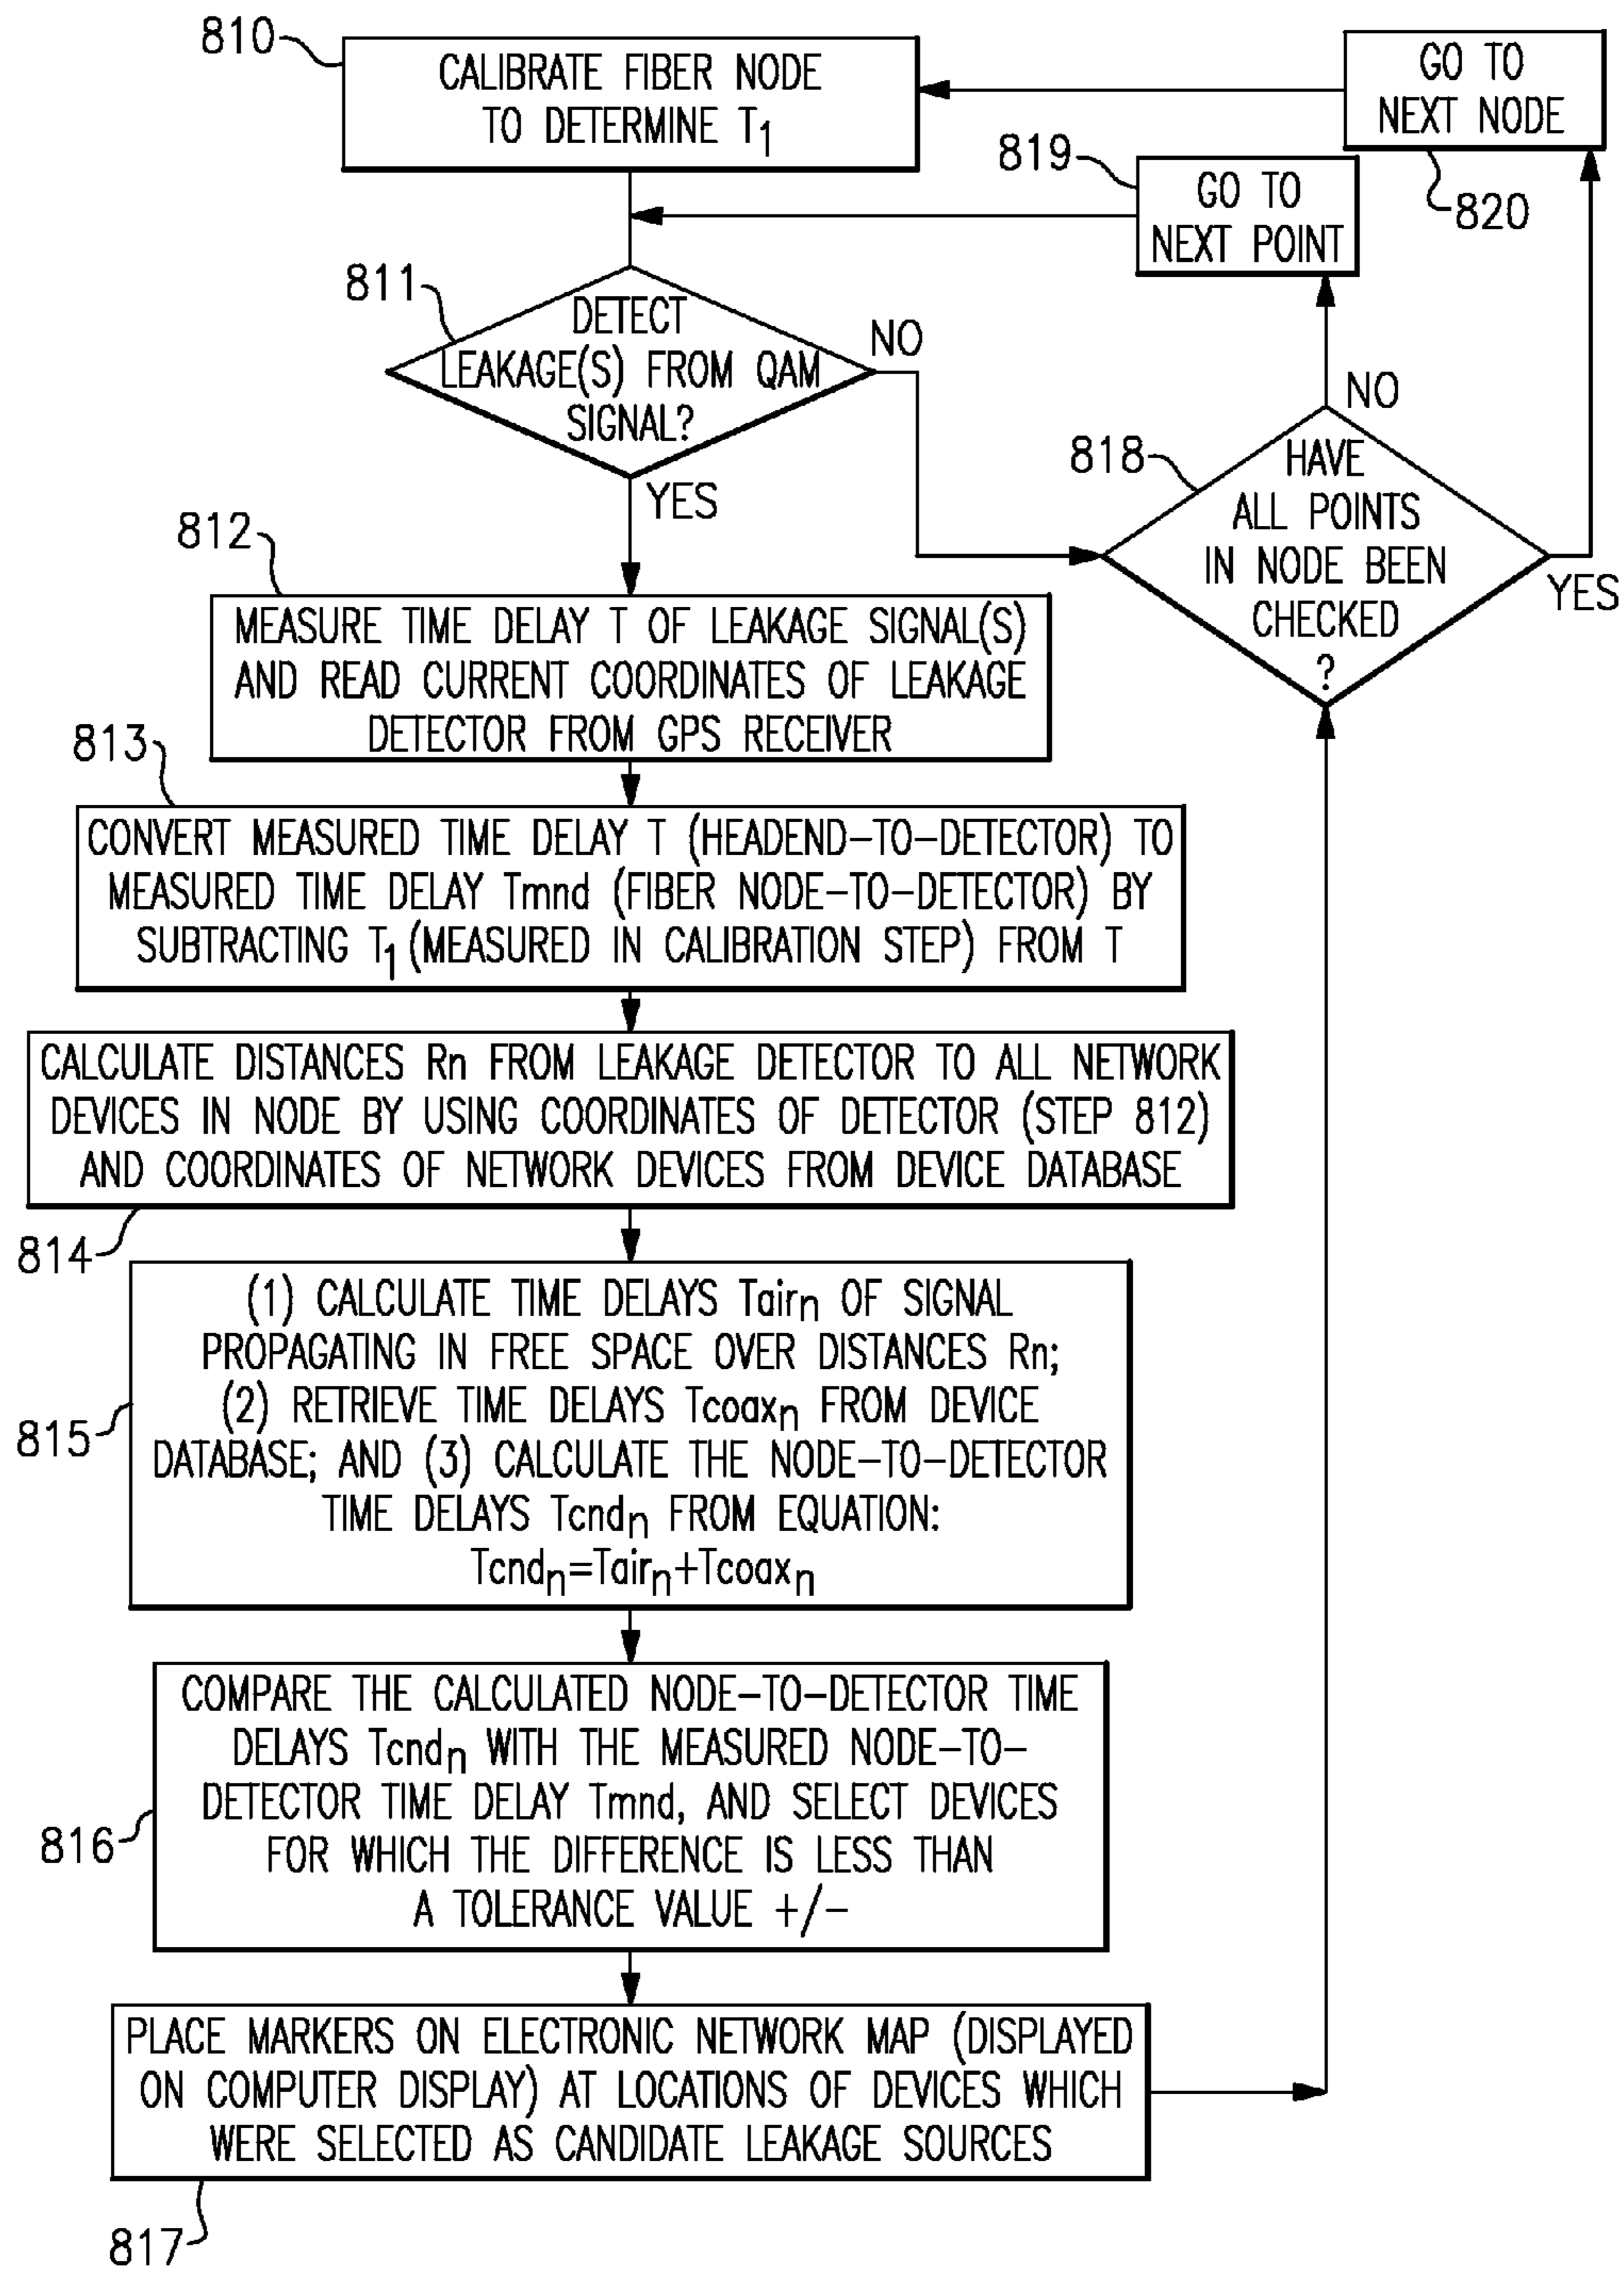 810
CALIBRATE FIBER NODE
TO DETERMINE T1
GO TO
NEXT NODE
820
819
GO TO
NEXT POINT
811
DETECT
LEAKAGE(S) FROM QAM
SIGNAL?
NO
YES
818
NO
HAVE
ALL POINTS
IN NODE BEEN
CHECKED
?
YES
812
MEASURE TIME DELAY T OF LEAKAGE SIGNAL(S)
AND READ CURRENT COORDINATES OF LEAKAGE
DETECTOR FROM GPS RECEIVER
813
CONVERT MEASURED TIME DELAY T (HEADEND-TO-DETECTOR) TO
MEASURED TIME DELAY Tmnd (FIBER NODE-TO-DETECTOR) BY
SUBTRACTING T1 (MEASURED IN CALIBRATION STEP) FROM T
CALCULATE DISTANCES Rn FROM LEAKAGE DETECTOR TO ALL NETWORK
DEVICES IN NODE BY USING COORDINATES OF DETECTOR (STEP 812)
AND COORDINATES OF NETWORK DEVICES FROM DEVICE DATABASE
814
(1) CALCULATE TIME DELAYS Tairn OF SIGNAL
PROPAGATING IN FREE SPACE OVER DISTANCES Rn;
(2) RETRIEVE TIME DELAYS Tcoaxn FROM DEVICE
DATABASE; AND (3) CALCULATE THE NODE-TO-DETECTOR
TIME DELAYS Tcndn FROM EQUATION:
Tcndn=Tairn+Tcoaxn
815
COMPARE THE CALCULATED NODE-TO-DETECTOR TIME
DELAYS Tcndn WITH THE MEASURED NODE-TO-
DETECTOR TIME DELAY Tmnd, AND SELECT DEVICES
FOR WHICH THE DIFFERENCE IS LESS THAN
A TOLERANCE VALUE +/-
816
PLACE MARKERS ON ELECTRONIC NETWORK MAP (DISPLAYED
ON COMPUTER DISPLAY) AT LOCATIONS OF DEVICES WHICH
WERE SELECTED AS CANDIDATE LEAKAGE SOURCES
817